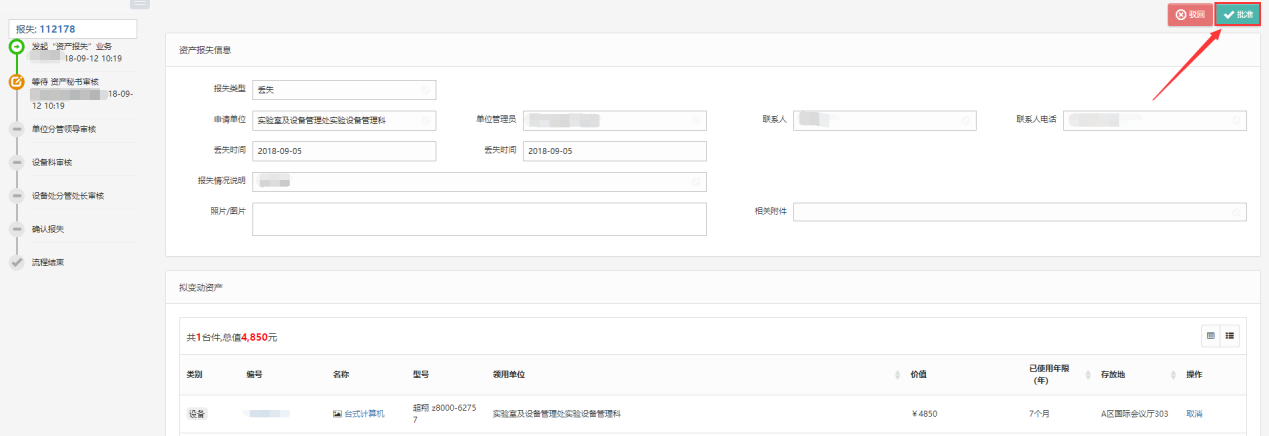 报失: 112178
发起“资产报失”业务
18-09-12 10:19
等待 资产秘书审核
18-09-
12 10:19
单位分管领导审核
设备科审核
设备处分管处长审核
确认报失
流程结束
驳回
批准
资产报失信息
报失类型 丢失
申请单位 实验室及设备管理处实验设备管理科 单位管理员 联系人 联系人电话
丢失时间 2018-09-05 丢失时间 2018-09-05
报失情况说明
照片/图片 相关附件
拟变动资产
共1台件,总值4,850元
类别 编号 名称 型号 领用单位 价值 已使用年限
(年) 存放地 操作
设备 台式计算机 超翔 z8000-6275
7 实验室及设备管理处实验设备管理科 ¥4850 7个月 A区国际会议厅303 取消